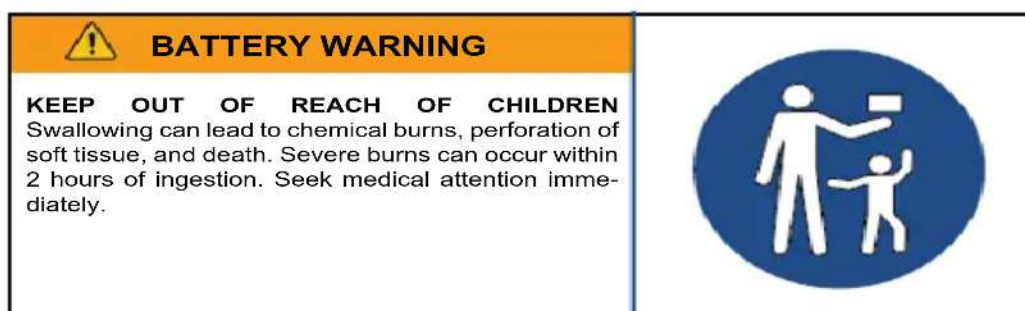 BATTERY WARNING
KEEP OUT OF REACH OF CHILDREN
Swallowing can lead to chemical burns, perforation of
soft tissue, and death. Severe burns can occur within
2 hours of ingestion. Seek medical attention imme-
diately.